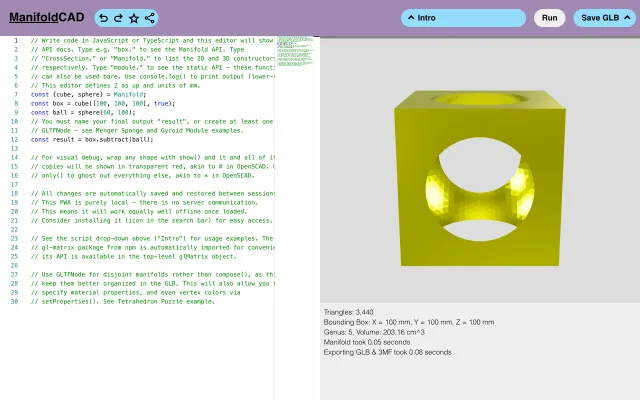 ManifoldCAD
Intro
Run
Save GLB
1 // Write code in JavaScript or TypeScript and this editor will show
2 // API docs. Type e.g. "box." to see the Manifold API. Type
3 // "CrossSection." or "Manifold." to list the 2D and 3D constructors
4 // respectively. Type "module." to see the static API - these functi
5 // can also be used bare. Use console.log() to print output (lower-r
6 // This editor defines Z as up and units of mm.
7 const {cube, sphere} = Manifold;
8 const box = cube([100, 100, 100], true);
9 const ball = sphere(60, 100);
10 // You must name your final output "result", or create at least one
11 // GLTFNode - see Menger Sponge and Gyroid Module examples.
12 const result = box.subtract(ball);
13
14 // For visual debug, wrap any shape with show() and it and all of it
15 // copies will be shown in transparent red, akin to # in OpenSCAD. O
16 // only() to ghost out everything else, akin to * in OpenSCAD.
17
18 // All changes are automatically saved and restored between sessions
19 // This PWA is purely local - there is no server communication.
20 // This means it will work equally well offline once loaded.
21 // Consider installing it (icon in the search bar) for easy access.
22
23 // See the script drop-down above ("Intro") for usage examples. The
24 // gl-matrix package from npm is automatically imported for convenie
25 // its API is available in the top-level glMatrix object.
26
27 // Use GLTFNode for disjoint manifolds rather than compose(), as thi
28 // keep them better organized in the GLB. This will also allow you t
29 // specify material properties, and even vertex colors via
30 // setProperties(). See Tetrahedron Puzzle example.
Triangles: 3,440
Bounding Box: X = 100 mm, Y = 100 mm, Z = 100 mm
Genus: 5, Volume: 203.16 cm^3
Manifold took 0.05 seconds
Exporting GLB & 3MF took 0.08 seconds